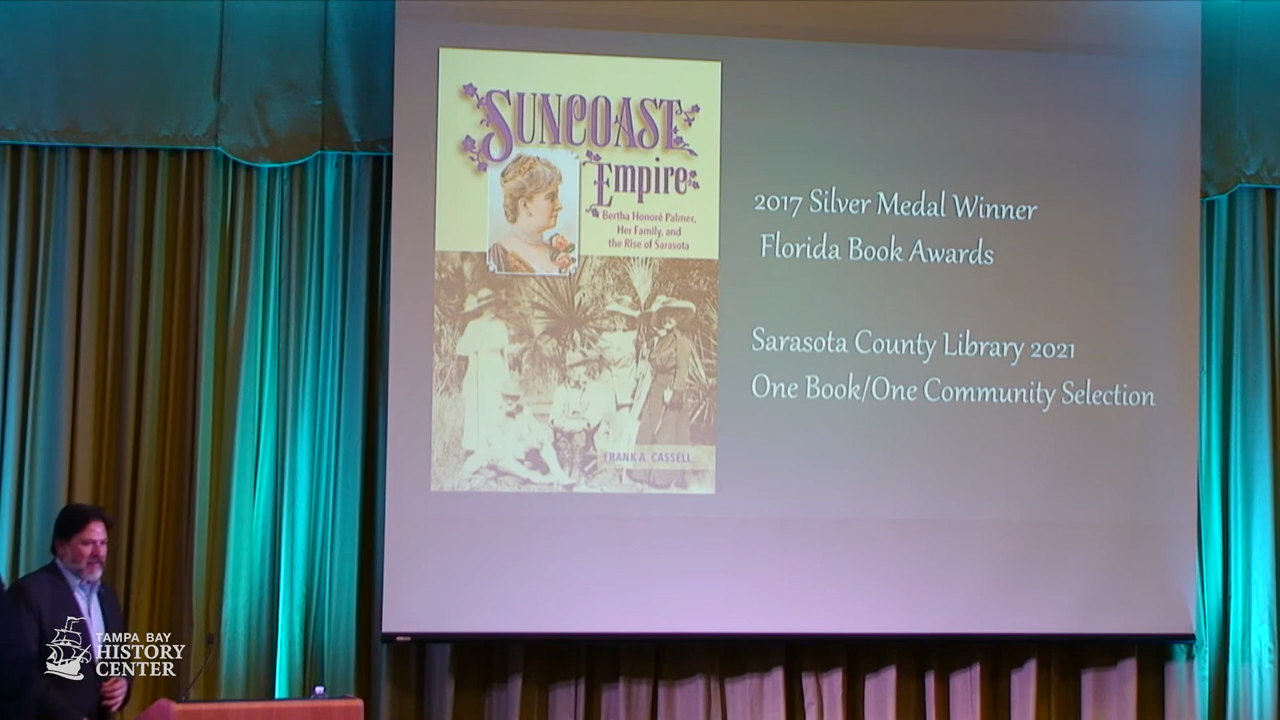 SUNCOAST
Empire
Bertha Honoré Palmer,
Her Family, and
the Rise of Sarasota
FRANK A. CASSELL
2017 Silver Medal Winner
Florida Book Awards
Sarasota County Library 2021
One Book/One Community Selection
TAMPA BAY
HISTORY
CENTER